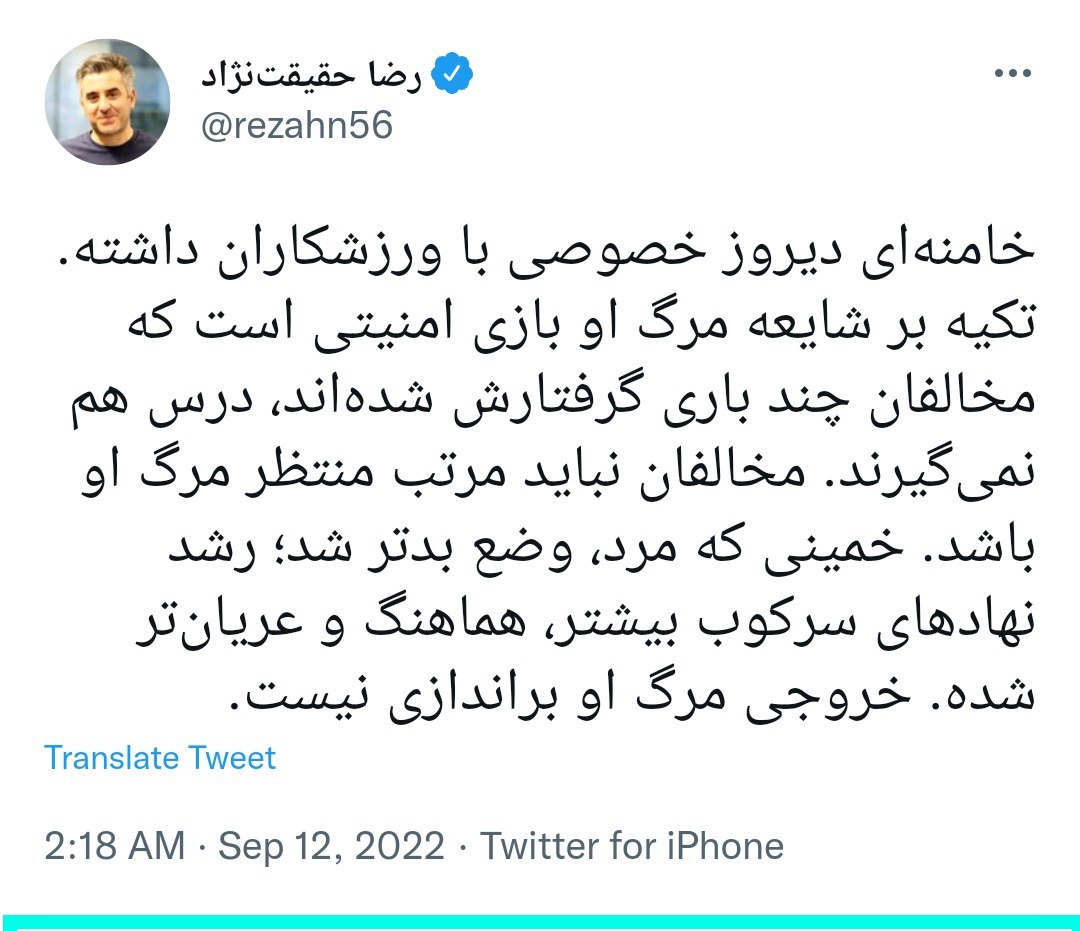 رضا حقیقت‌نژاد
@rezahn56
خامنه‌ای دیروز خصوصی با ورزشکاران داشته.
تکیه بر شایعه مرگ او بازی امنیتی است که
مخالفان چند باری گرفتارش شده‌اند، درس هم
نمی‌گیرند. مخالفان نباید مرتب منتظر مرگ او
باشد. خمینی که مرد، وضع بدتر شد؛ رشد
نهادهای سرکوب بیشتر، هماهنگ و عریان‌تر
شده. خروجی مرگ او براندازی نیست.
Translate Tweet
2:18 AM · Sep 12, 2022 · Twitter for iPhone